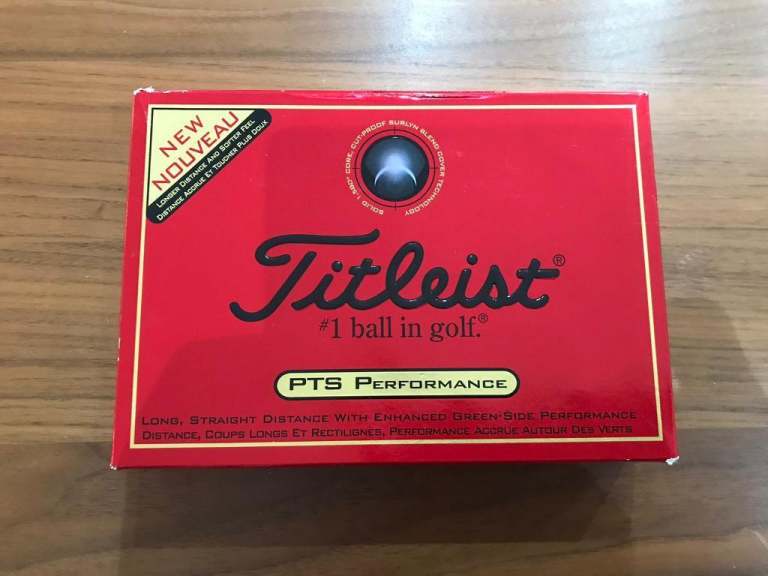 NEW
NOUVEAU
LONGER DISTANCE AND SOFTER FEEL
DISTANCE ACCRUE ET TOUCHER PLUS DOUX
SOLID 1.580" CORE, CUT-PROOF SURLYN BLEND COVER TECHNOLOGY
Titleist®
#1 ball in golf.®
PTS PERFORMANCE
LONG, STRAIGHT DISTANCE WITH ENHANCED GREEN-SIDE PERFORMANCE
DISTANCE, COUPS LONGS ET RECTILIGNES, PERFORMANCE ACCRUE AUTOUR DES VERTS